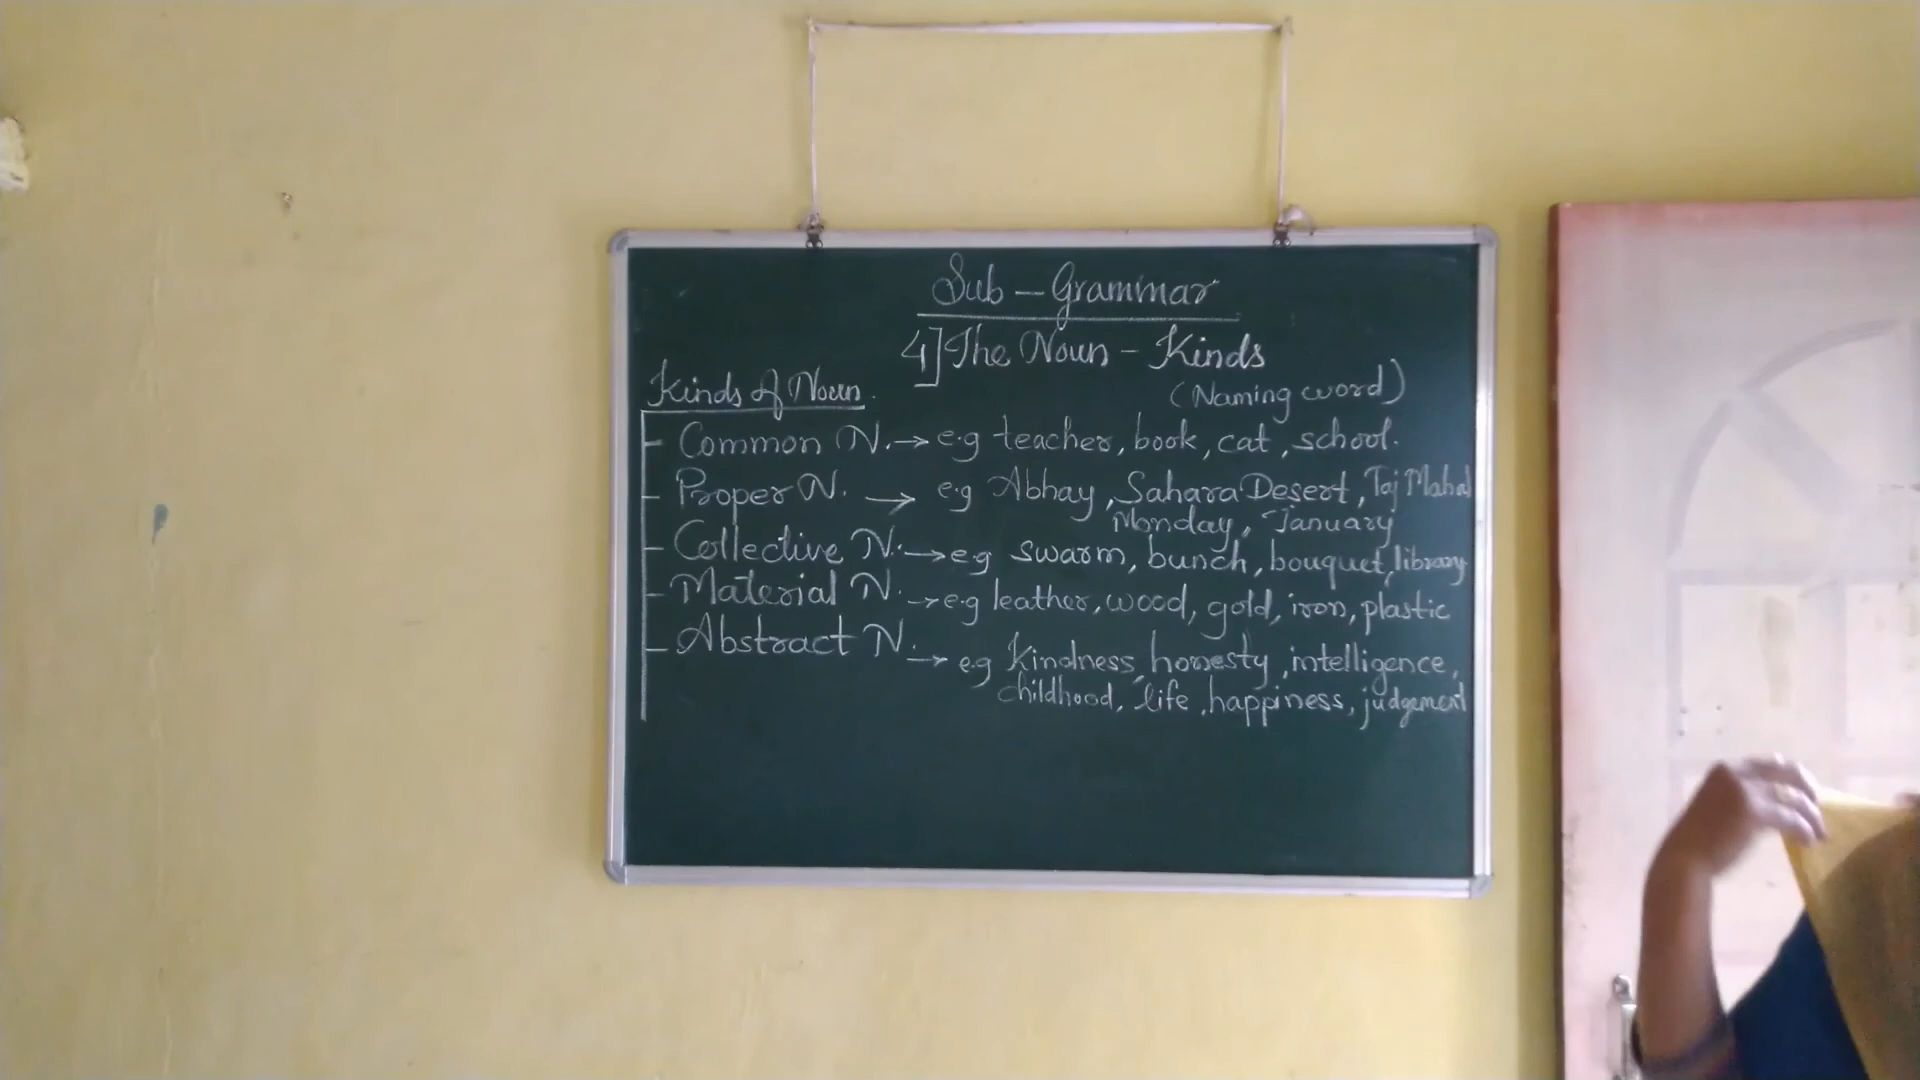 Sub - Grammar
4] The Noun - Kinds
Kinds of Noun.
(Naming word)
Common N. → e.g teacher, book, cat, school.
Proper N. → e.g Abhay, Sahara Desert, Taj Mahal
Monday, January
Collective N. → e.g swarm, bunch, bouquet, library
Material N. → e.g leather, wood, gold, iron, plastic
Abstract N. → e.g Kindness, honesty, intelligence,
childhood, life, happiness, judgement